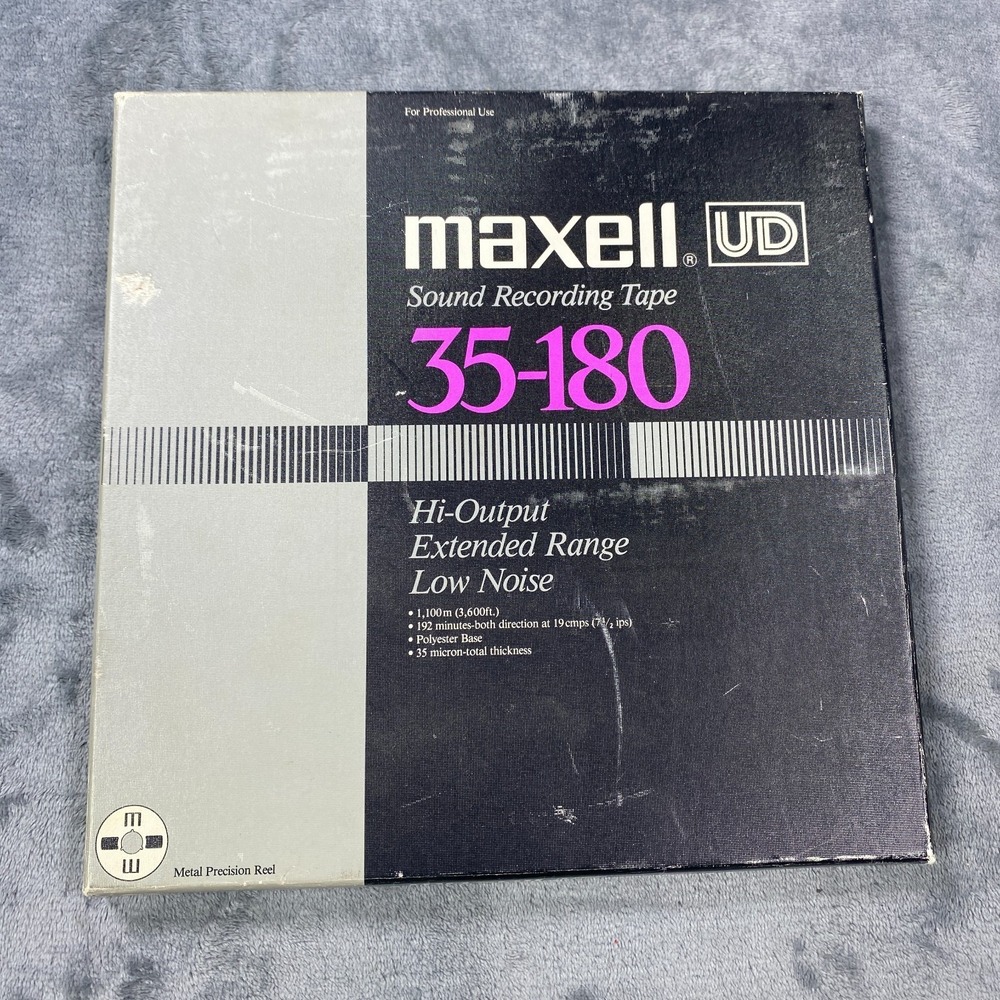 For Professional Use
maxell® UD
Sound Recording Tape
35-180
Hi-Output
Extended Range
Low Noise
• 1,100m (3,600ft.)
• 192 minutes-both direction at 19cmps (7½ ips)
• Polyester Base
• 35 micron-total thickness
m
m
Metal Precision Reel